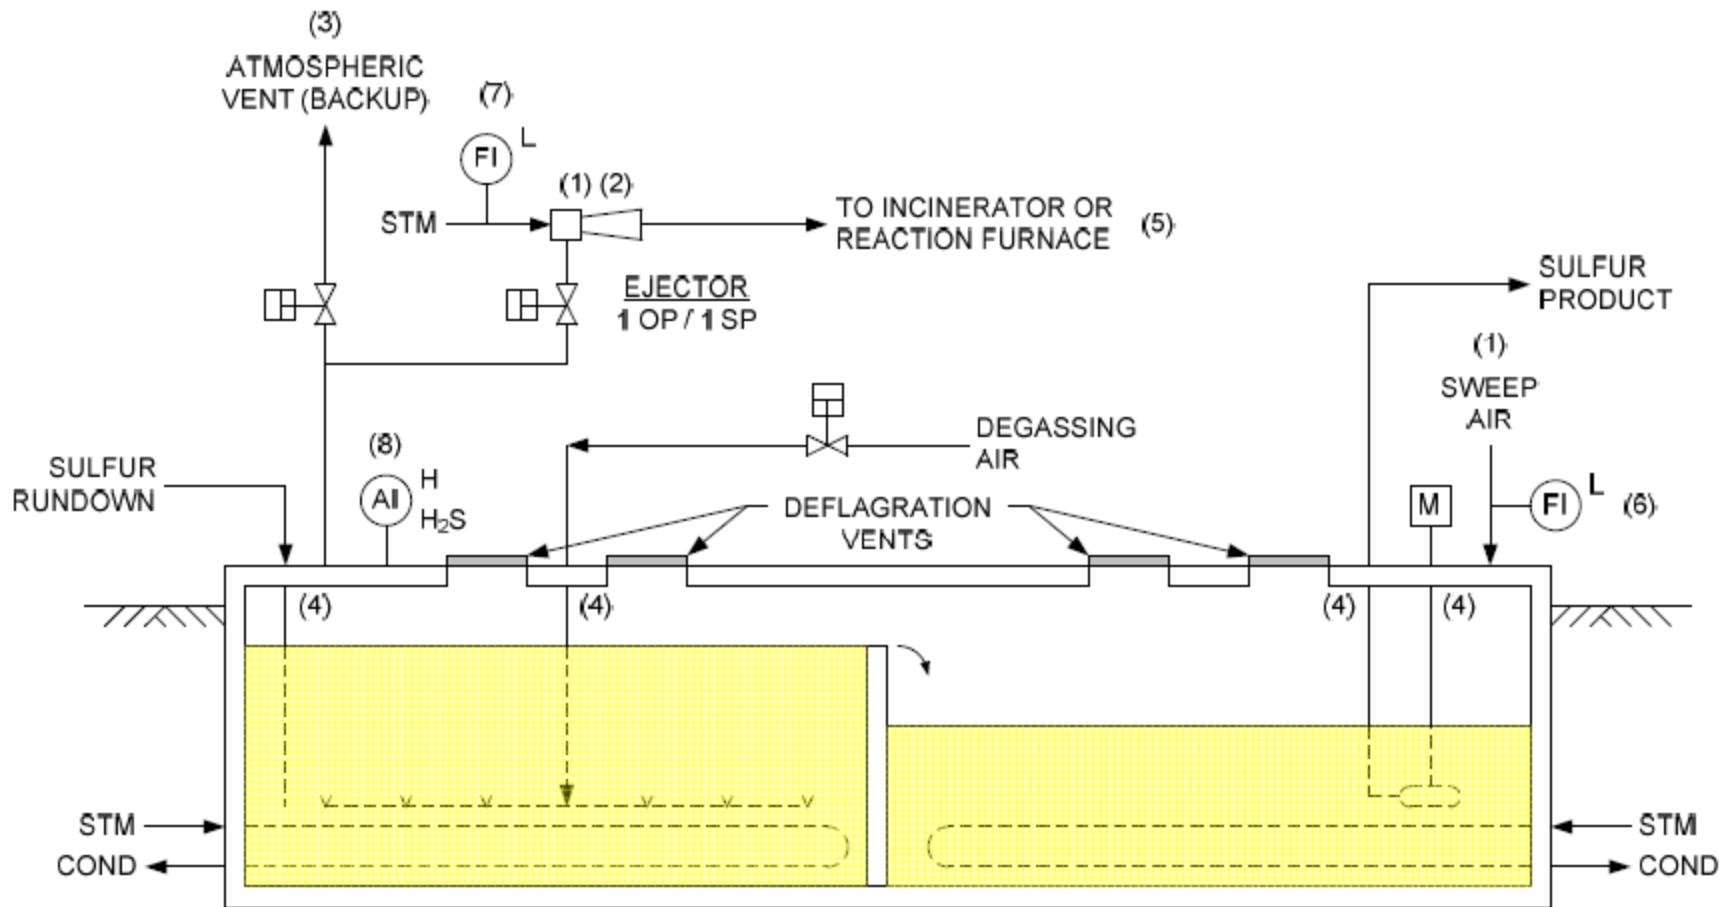 (3)
ATMOSPHERIC
VENT (BACKUP)
(7)
FI
L
(1) (2)
STM
TO INCINERATOR OR
REACTION FURNACE
(5)
EJECTOR
1 OP / 1 SP
SULFUR
PRODUCT
(1)
SWEEP
AIR
DEGASSING
AIR
SULFUR
RUNDOWN
(8)
AI
H
H₂S
DEFLAGRATION
VENTS
M
FI
L
(6)
(4)
(4)
(4)
(4)
STM
COND
STM
COND